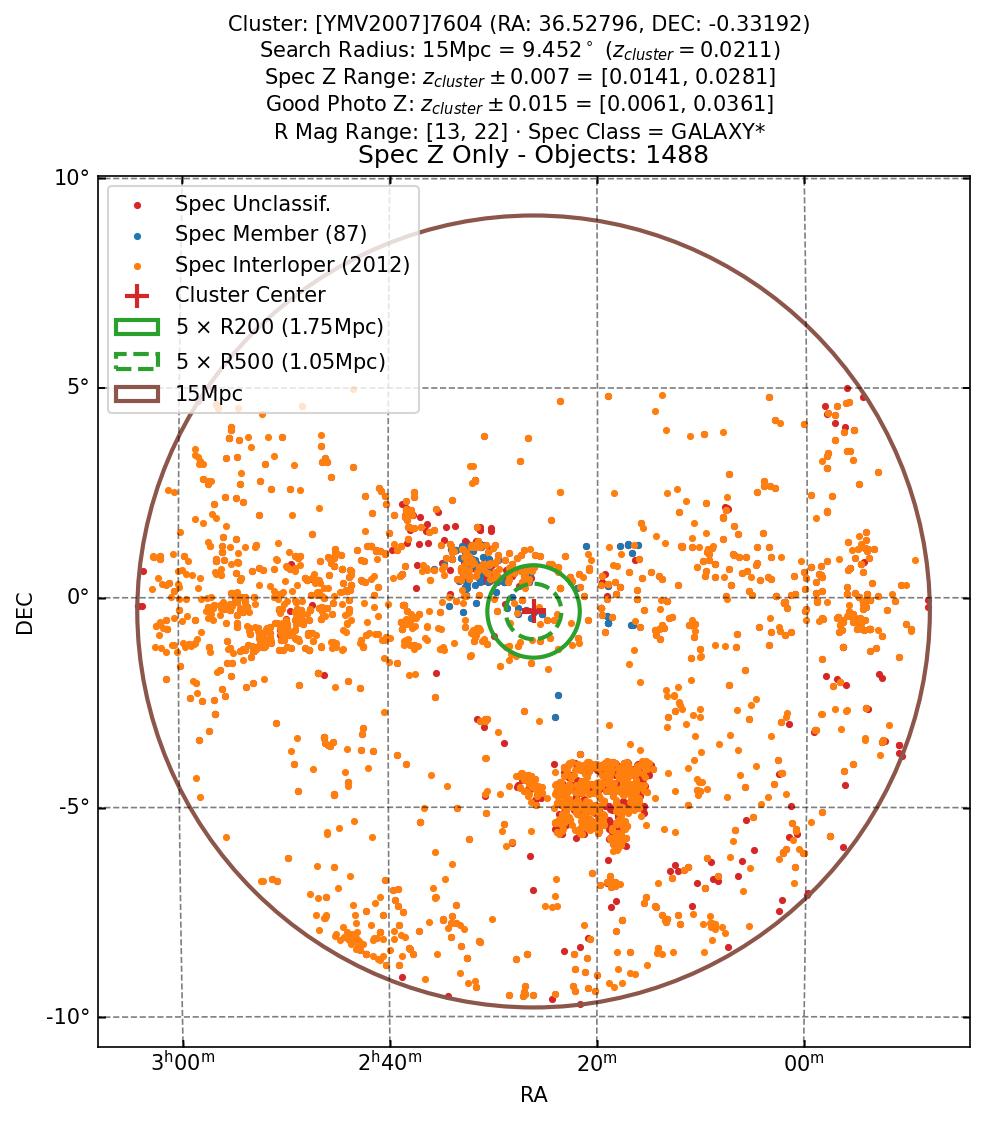 Cluster: [YMV2007]7604 (RA: 36.52796, DEC: -0.33192)
Search Radius: 15Mpc = 9.452° (z_cluster = 0.0211)
Spec Z Range: z_cluster ± 0.007 = [0.0141, 0.0281]
Good Photo Z: z_cluster ± 0.015 = [0.0061, 0.0361]
R Mag Range: [13, 22] · Spec Class = GALAXY*
Spec Z Only - Objects: 1488
Spec Unclassif.
Spec Member (87)
Spec Interloper (2012)
Cluster Center
5 × R200 (1.75Mpc)
5 × R500 (1.05Mpc)
15Mpc
10°
5°
0°
-5°
-10°
DEC
3ʰ00ᵐ 2ʰ40ᵐ 20ᵐ 00ᵐ
RA